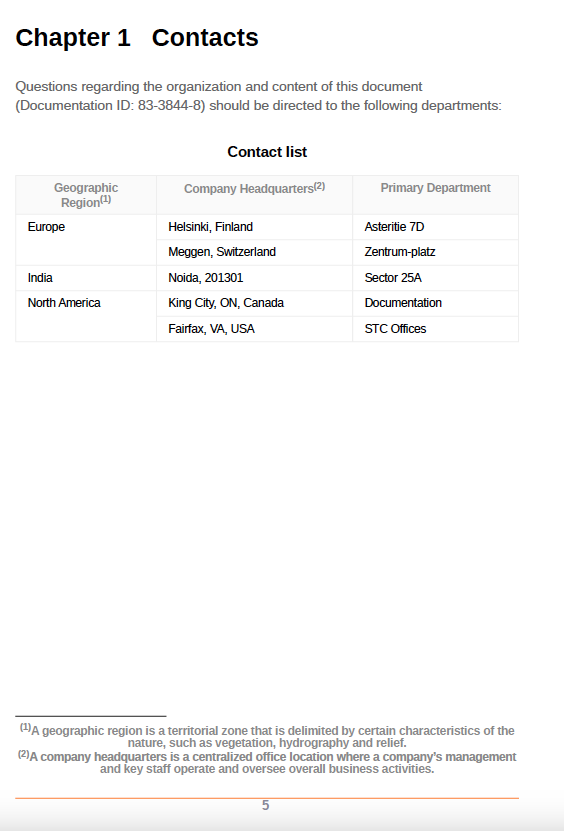 Chapter 1 Contacts
Questions regarding the organization and content of this document
(Documentation ID: 83-3844-8) should be directed to the following departments:
Contact list
Geographic Company Headquarters(2) Primary Department
Region(1)
Europe Helsinki, Finland Asteritie 7D
Meggen, Switzerland Zentrum-platz
India Noida, 201301 Sector 25A
North America King City, ON, Canada Documentation
Fairfax, VA, USA STC Offices
(1)A geographic region is a territorial zone that is delimited by certain characteristics of the
nature, such as vegetation, hydrography and relief.
(2)A company headquarters is a centralized office location where a company's management
and key staff operate and oversee overall business activities.
5